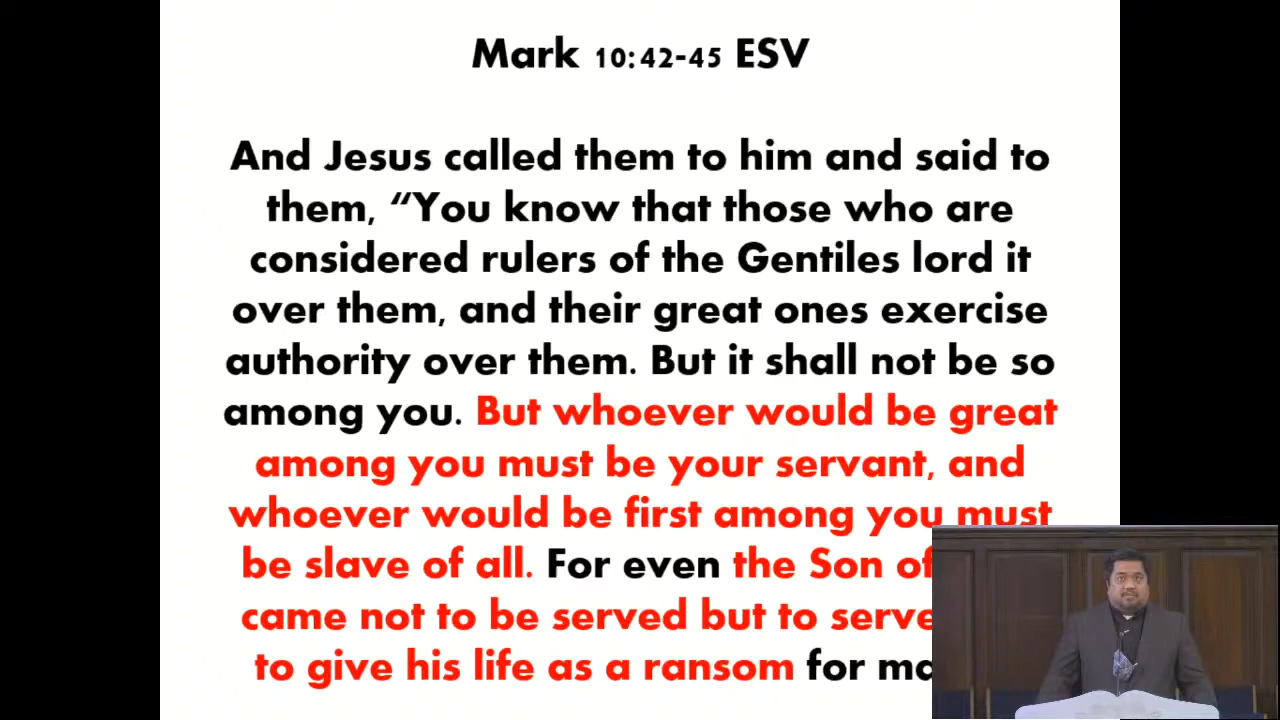 Mark 10:42-45 ESV
And Jesus called them to him and said to
them, “You know that those who are
considered rulers of the Gentiles lord it
over them, and their great ones exercise
authority over them. But it shall not be so
among you. But whoever would be great
among you must be your servant, and
whoever would be first among you must
be slave of all. For even the Son of
came not to be served but to serve
to give his life as a ransom for